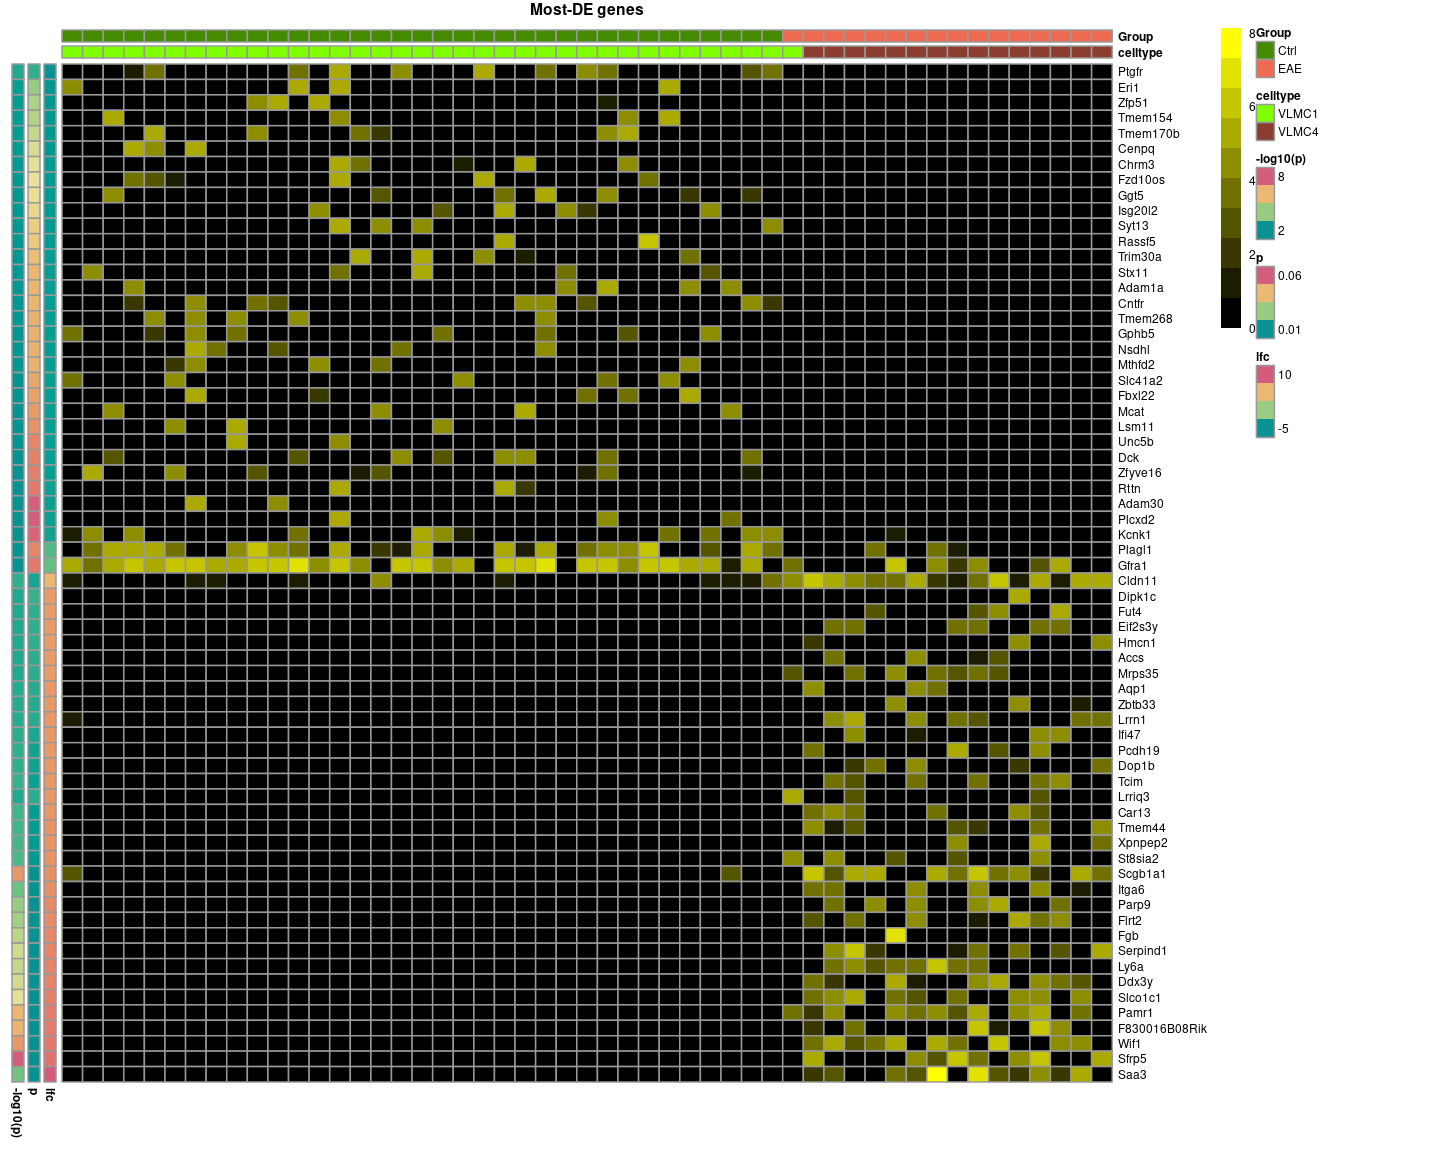 Most-DE genes
Group
celltype
Ptgfr
Eri1
Zfp51
Tmem154
Tmem170b
Cenpq
Chrm3
Fzd10os
Ggt5
Isg20l2
Syt13
Rassf5
Trim30a
Stx11
Adam1a
Cntfr
Tmem268
Gphb5
Nsdhl
Mthfd2
Slc41a2
Fbxl22
Mcat
Lsm11
Unc5b
Dck
Zfyve16
Rttn
Adam30
Plcxd2
Kcnk1
Plagl1
Gfra1
Cldn11
Dipk1c
Fut4
Eif2s3y
Hmcn1
Accs
Mrps35
Aqp1
Zbtb33
Lrrn1
Ifi47
Pcdh19
Dop1b
Tcim
Lrriq3
Car13
Tmem44
Xpnpep2
St8sia2
Scgb1a1
Itga6
Parp9
Flrt2
Fgb
Serpind1
Ly6a
Ddx3y
Slco1c1
Pamr1
F830016B08Rik
Wif1
Sfrp5
Saa3
-log10(p)
p
lfc
8
6
4
2
0
Group
Ctrl
EAE
celltype
VLMC1
VLMC4
-log10(p)
8
2
p
0.06
0.01
lfc
10
-5